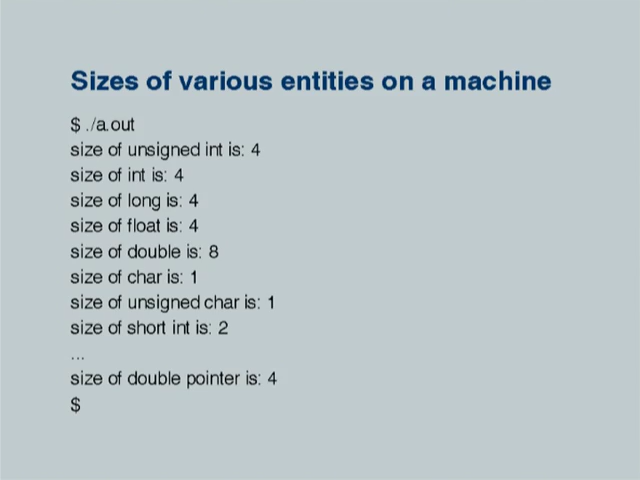 Sizes of various entities on a machine
$ ./a.out
size of unsigned int is: 4
size of int is: 4
size of long is: 4
size of float is: 4
size of double is: 8
size of char is: 1
size of unsigned char is: 1
size of short int is: 2
...
size of double pointer is: 4
$